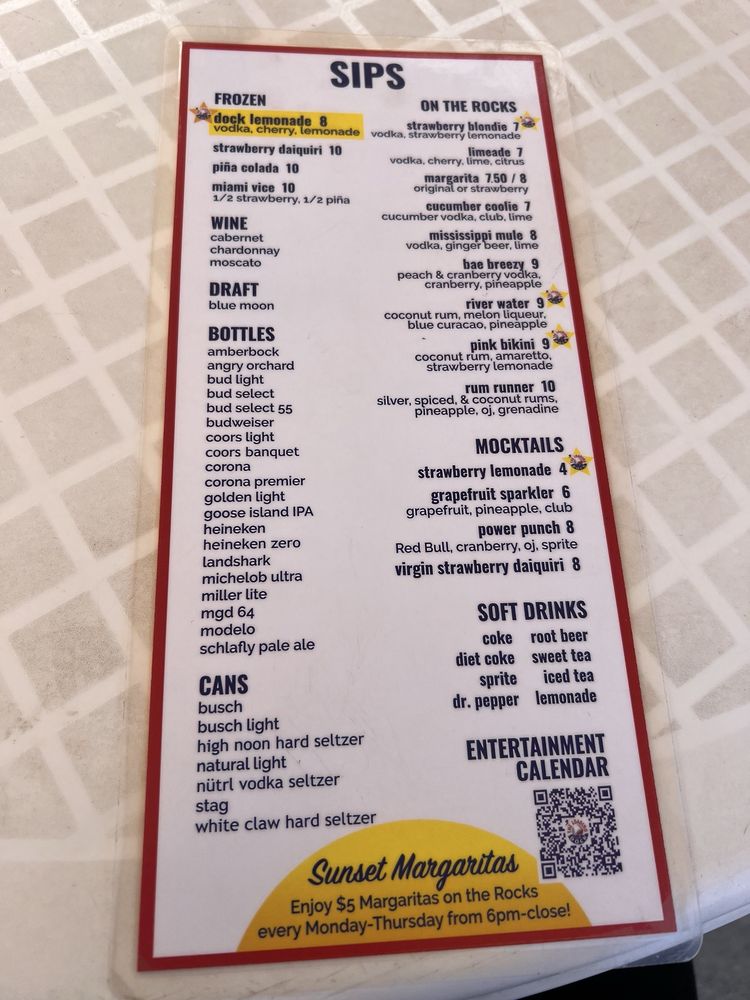 SIPS
FROZEN
dock lemonade 8
vodka, cherry, lemonade
strawberry daiquiri 10
piña colada 10
miami vice 10
1/2 strawberry, 1/2 piña
WINE
cabernet
chardonnay
moscato
DRAFT
blue moon
BOTTLES
amberbock
angry orchard
bud light
bud select
bud select 55
budweiser
coors light
coors banquet
corona
corona premier
golden light
goose island IPA
heineken
heineken zero
landshark
michelob ultra
miller lite
mgd 64
modelo
schlafly pale ale
CANS
busch
busch light
high noon hard seltzer
natural light
nütrl vodka seltzer
stag
white claw hard seltzer
ON THE ROCKS
strawberry blondie 7
vodka, strawberry lemonade
limeade 7
vodka, cherry, lime, citrus
margarita 7.50 / 8
original or strawberry
cucumber coolie 7
cucumber vodka, club, lime
mississippi mule 8
vodka, ginger beer, lime
bae breezy 9
peach & cranberry vodka,
cranberry, pineapple
river water 9
coconut rum, melon liqueur,
blue curacao, pineapple
pink bikini 9
coconut rum, amaretto,
strawberry lemonade
rum runner 10
silver, spiced, & coconut rums,
pineapple, oj, grenadine
MOCKTAILS
strawberry lemonade 4
grapefruit sparkler 6
grapefruit, pineapple, club
power punch 8
Red Bull, cranberry, oj, sprite
virgin strawberry daiquiri 8
SOFT DRINKS
coke root beer
diet coke sweet tea
sprite iced tea
dr. pepper lemonade
ENTERTAINMENT
CALENDAR
Sunset Margaritas
Enjoy $5 Margaritas on the Rocks
every Monday-Thursday from 6pm-close!